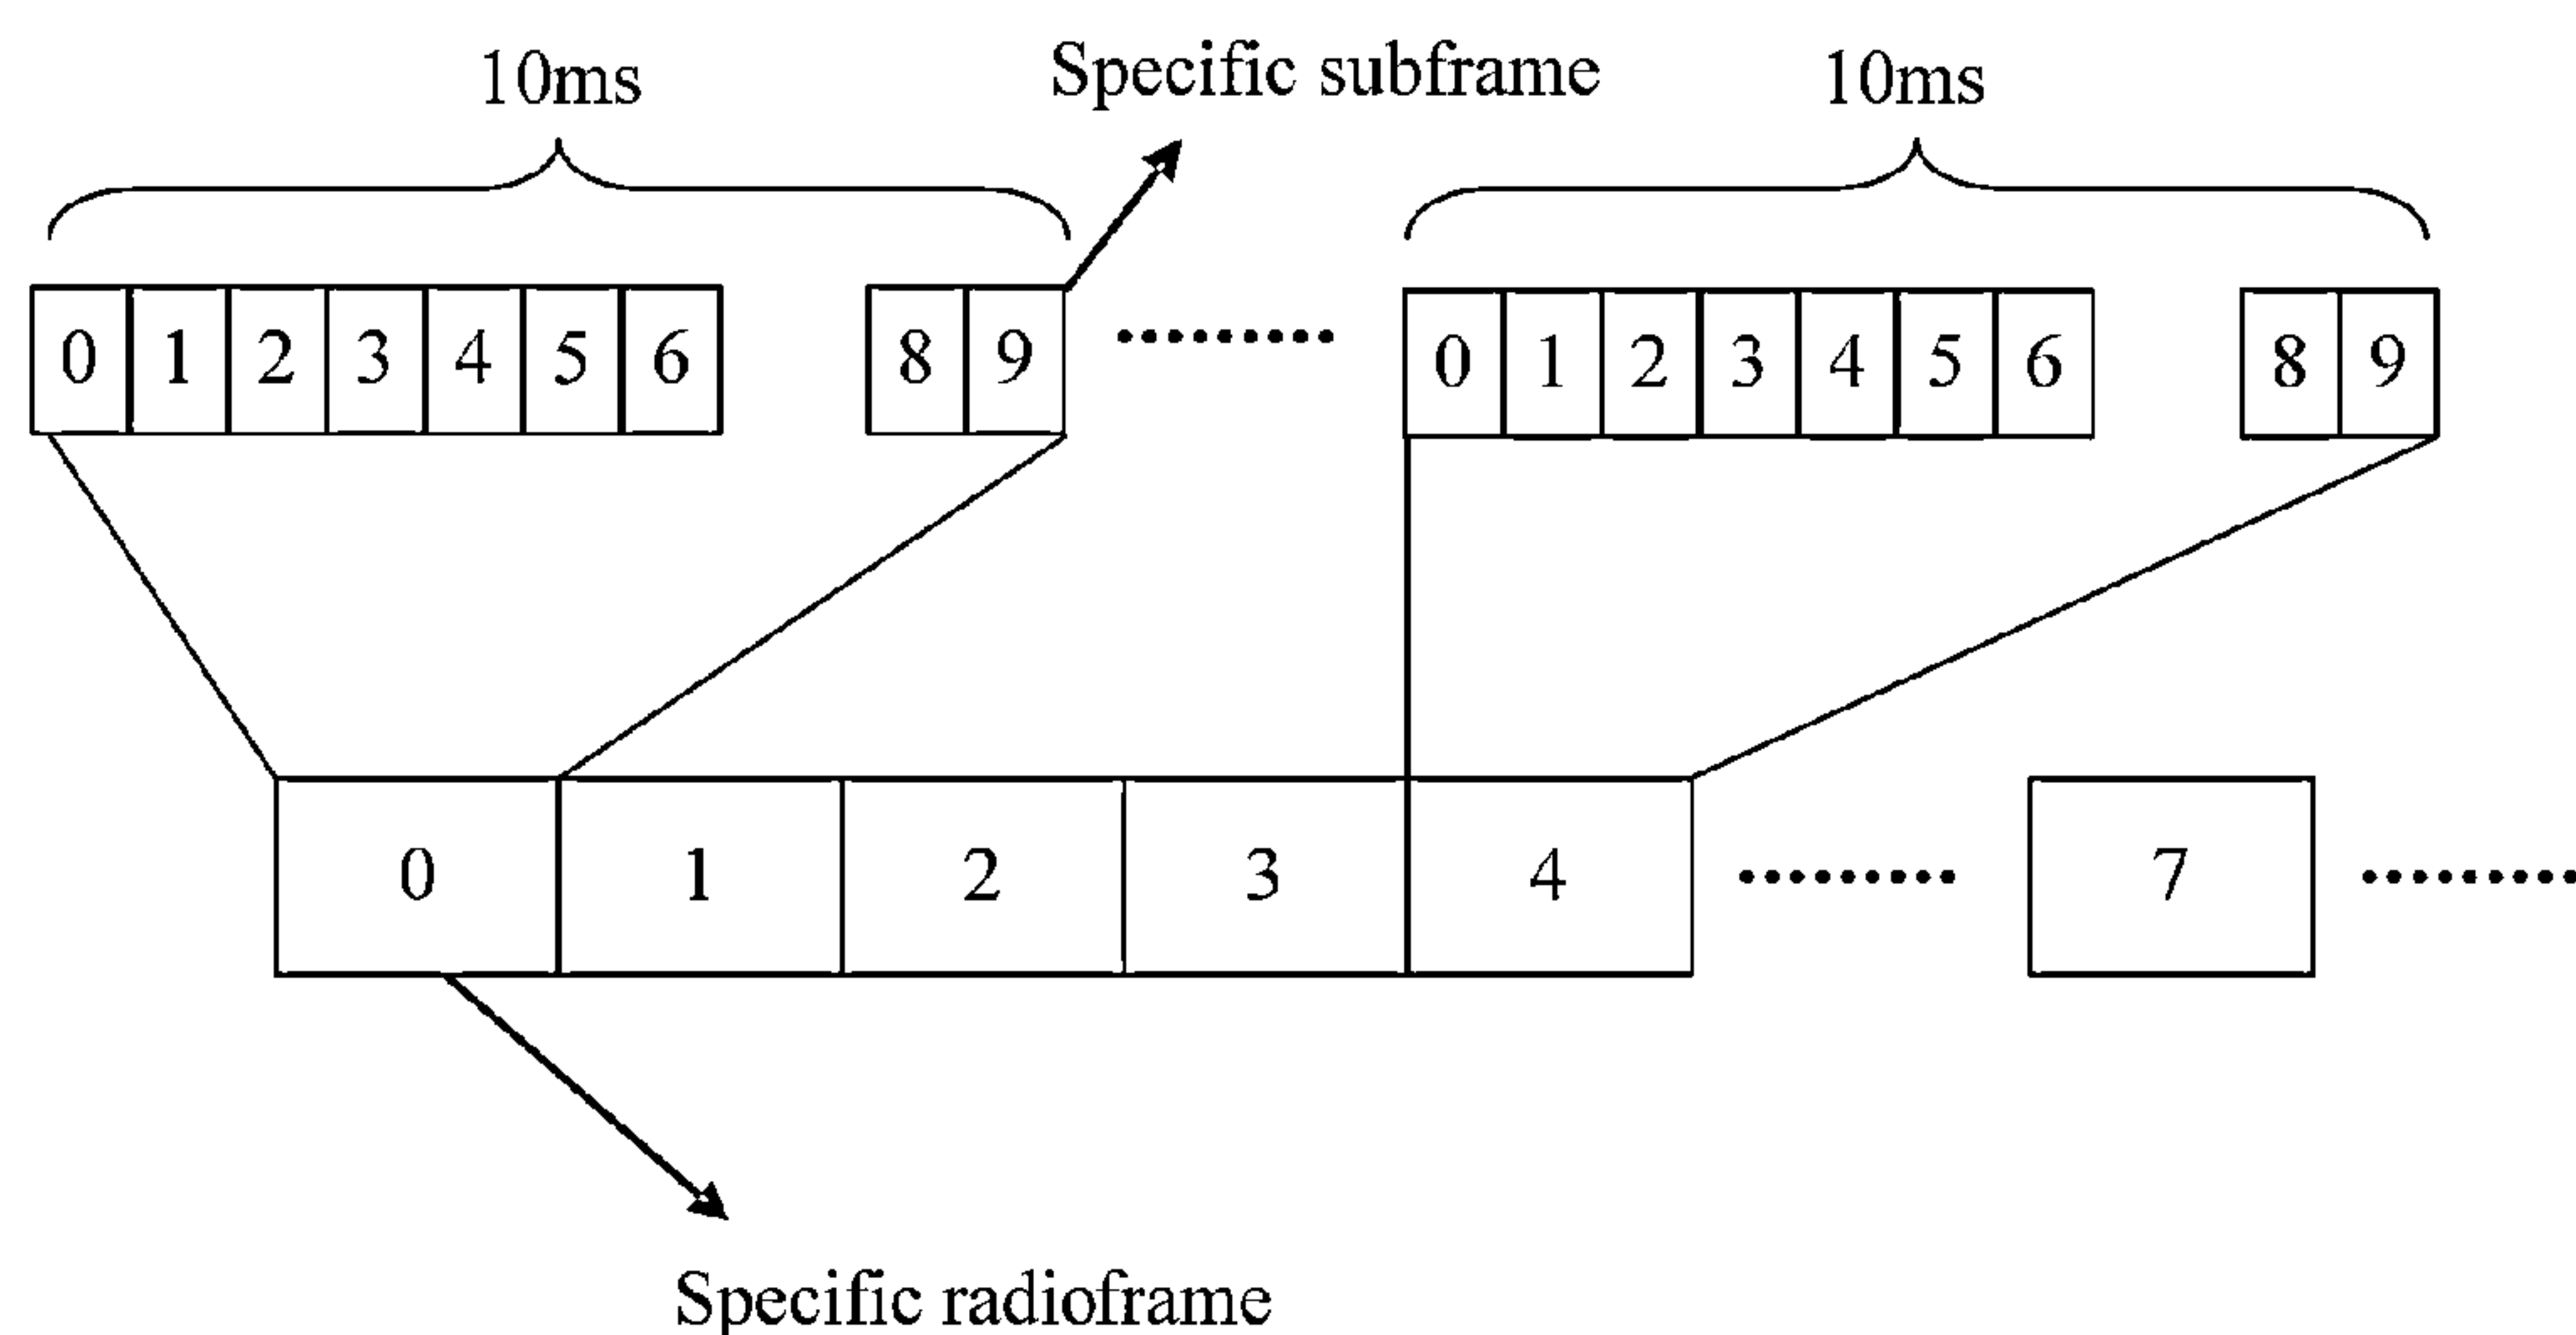 10ms
Specific subframe
10ms
0 1 2 3 4 5 6 8 9 ......... 0 1 2 3 4 5 6 8 9
0 1 2 3 4 ......... 7 .........
Specific radioframe